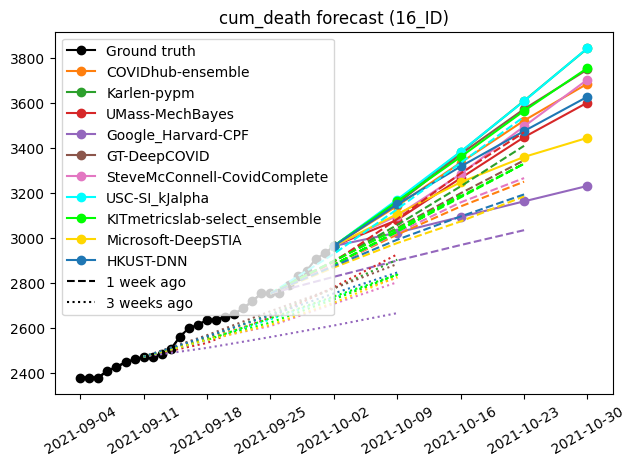 cum_death forecast (16_ID)
Ground truth
COVIDhub-ensemble
Karlen-pypm
UMass-MechBayes
Google_Harvard-CPF
GT-DeepCOVID
SteveMcConnell-CovidComplete
USC-SI_kJalpha
KITmetricslab-select_ensemble
Microsoft-DeepSTIA
HKUST-DNN
1 week ago
3 weeks ago
3800
3600
3400
3200
3000
2800
2600
2400
2021-09-04
2021-09-11
2021-09-18
2021-09-25
2021-10-02
2021-10-09
2021-10-16
2021-10-23
2021-10-30